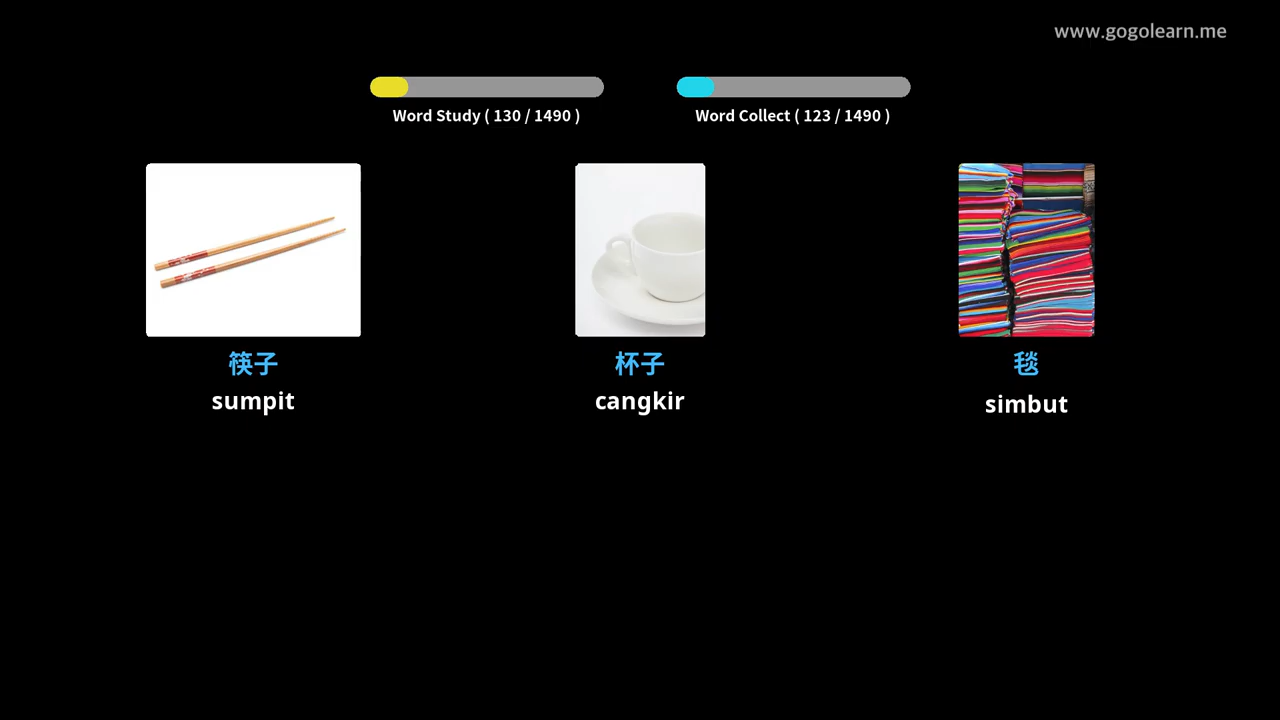 www.gogolearn.me
Word Study ( 130 / 1490 )
Word Collect ( 123 / 1490 )
筷子
杯子
毯
sumpit
cangkir
simbut